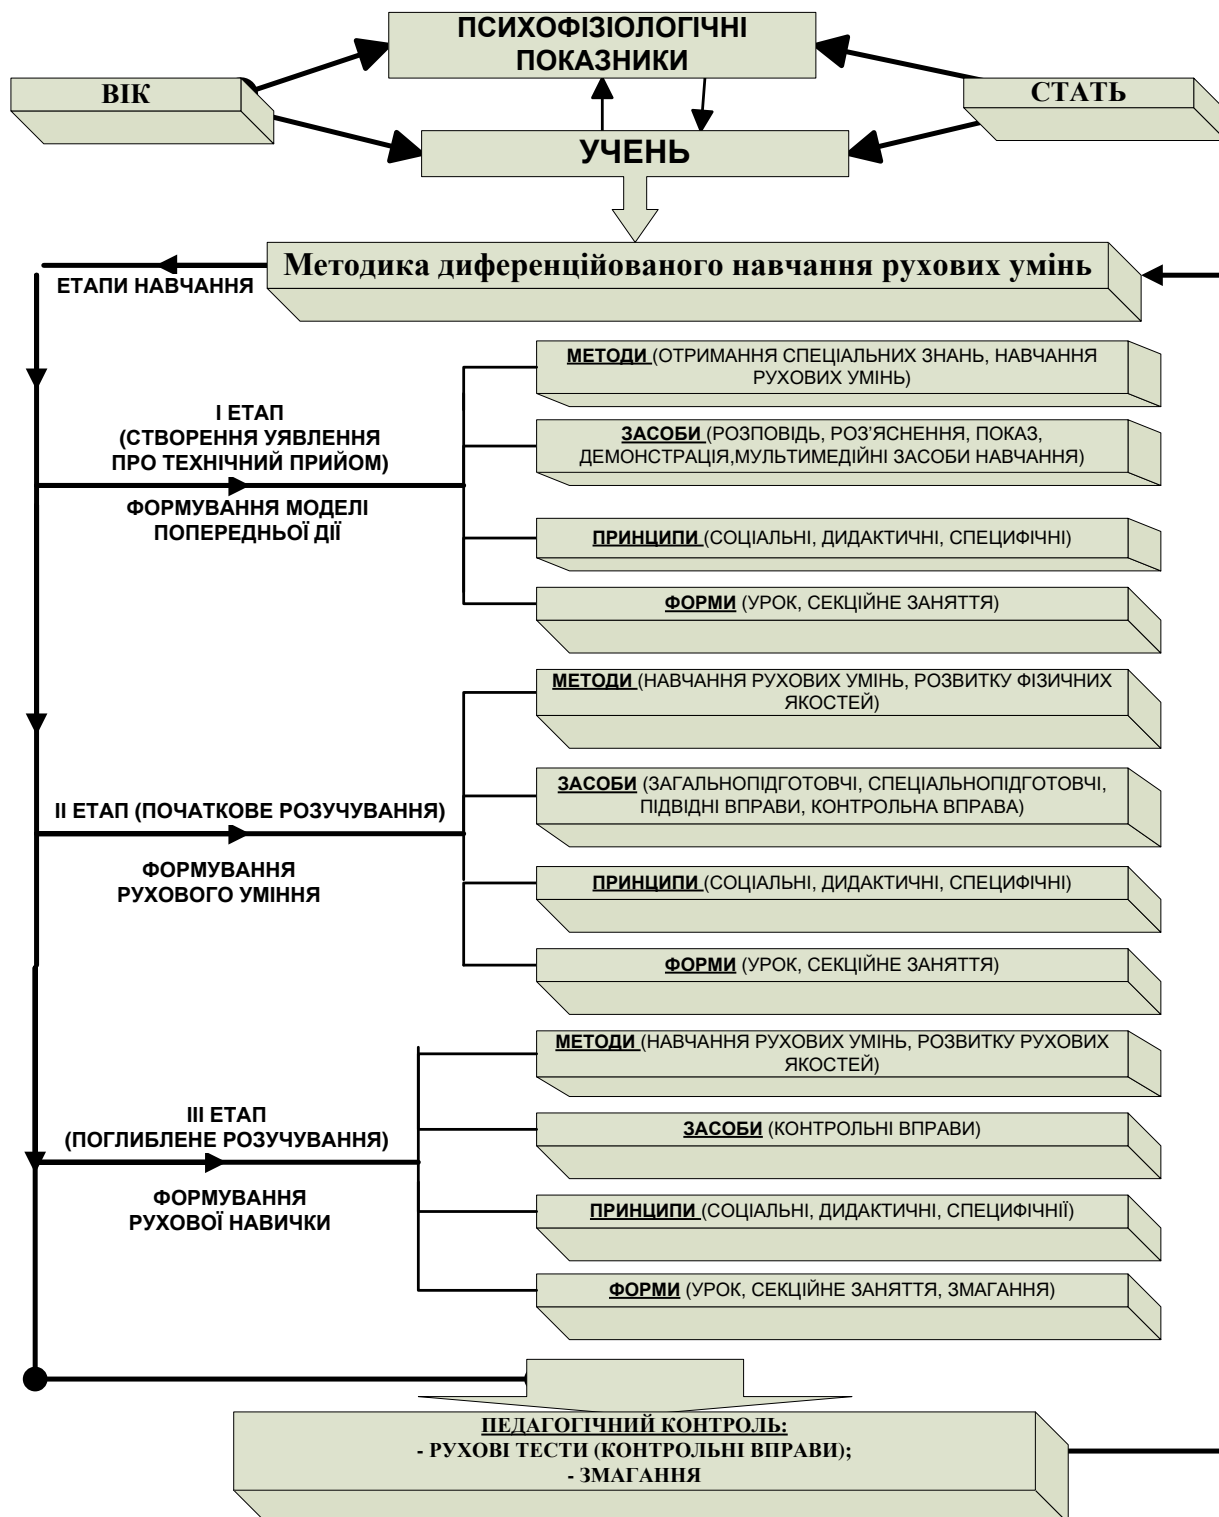 ПСИХОФІЗІОЛОГІЧНІ
ПОКАЗНИКИ
ВІК
СТАТЬ
УЧЕНЬ
Методика диференційованого навчання рухових умінь
ЕТАПИ НАВЧАННЯ
І ЕТАП
(СТВОРЕННЯ УЯВЛЕННЯ
ПРО ТЕХНІЧНИЙ ПРИЙОМ)
ФОРМУВАННЯ МОДЕЛІ
ПОПЕРЕДНЬОЇ ДІЇ
МЕТОДИ (ОТРИМАННЯ СПЕЦІАЛЬНИХ ЗНАНЬ, НАВЧАННЯ
РУХОВИХ УМІНЬ)
ЗАСОБИ (РОЗПОВІДЬ, РОЗ’ЯСНЕННЯ, ПОКАЗ,
ДЕМОНСТРАЦІЯ,МУЛЬТИМЕДІЙНІ ЗАСОБИ НАВЧАННЯ)
ПРИНЦИПИ (СОЦІАЛЬНІ, ДИДАКТИЧНІ, СПЕЦИФІЧНІ)
ФОРМИ (УРОК, СЕКЦІЙНЕ ЗАНЯТТЯ)
ІІ ЕТАП (ПОЧАТКОВЕ РОЗУЧУВАННЯ)
ФОРМУВАННЯ
РУХОВОГО УМІННЯ
МЕТОДИ (НАВЧАННЯ РУХОВИХ УМІНЬ, РОЗВИТКУ ФІЗИЧНИХ
ЯКОСТЕЙ)
ЗАСОБИ (ЗАГАЛЬНОПІДГОТОВЧІ, СПЕЦІАЛЬНОПІДГОТОВЧІ,
ПІДВІДНІ ВПРАВИ, КОНТРОЛЬНА ВПРАВА)
ПРИНЦИПИ (СОЦІАЛЬНІ, ДИДАКТИЧНІ, СПЕЦИФІЧНІ)
ФОРМИ (УРОК, СЕКЦІЙНЕ ЗАНЯТТЯ)
ІІІ ЕТАП
(ПОГЛИБЛЕНЕ РОЗУЧУВАННЯ)
ФОРМУВАННЯ
РУХОВОЇ НАВИЧКИ
МЕТОДИ (НАВЧАННЯ РУХОВИХ УМІНЬ, РОЗВИТКУ РУХОВИХ
ЯКОСТЕЙ)
ЗАСОБИ (КОНТРОЛЬНІ ВПРАВИ)
ПРИНЦИПИ (СОЦІАЛЬНІ, ДИДАКТИЧНІ, СПЕЦИФІЧНІЇ)
ФОРМИ (УРОК, СЕКЦІЙНЕ ЗАНЯТТЯ, ЗМАГАННЯ)
ПЕДАГОГІЧНИЙ КОНТРОЛЬ:
- РУХОВІ ТЕСТИ (КОНТРОЛЬНІ ВПРАВИ);
- ЗМАГАННЯ